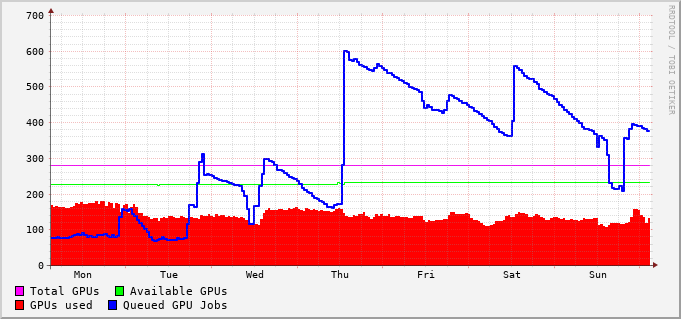 700
600
500
400
300
200
100
0
Mon Tue Wed Thu Fri Sat Sun
Total GPUs Available GPUs
GPUs used Queued GPU Jobs
RRDTOOL / TOBI OETIKER